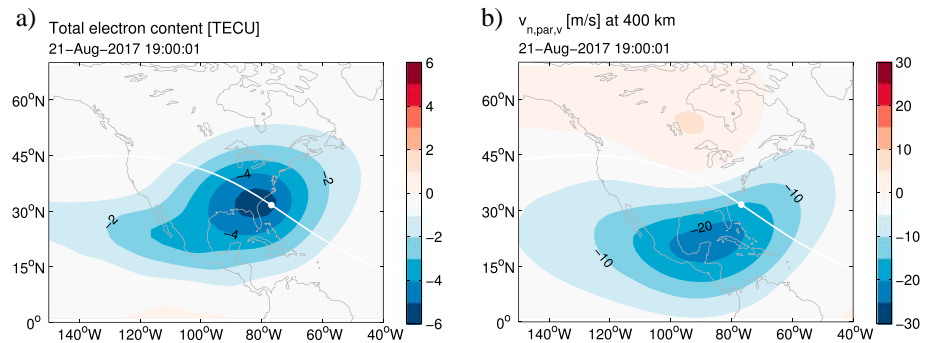 a)
Total electron content [TECU]
21-Aug-2017 19:00:01
60°N
45°N
30°N
15°N
0°
140°W 120°W 100°W 80°W 60°W 40°W
-2
-4
-2
-4
6
4
2
0
-2
-4
-6
b)
v n,par,v [m/s] at 400 km
21-Aug-2017 19:00:01
60°N
45°N
30°N
15°N
0°
140°W 120°W 100°W 80°W 60°W 40°W
-10
-20
-10
30
20
10
0
-10
-20
-30